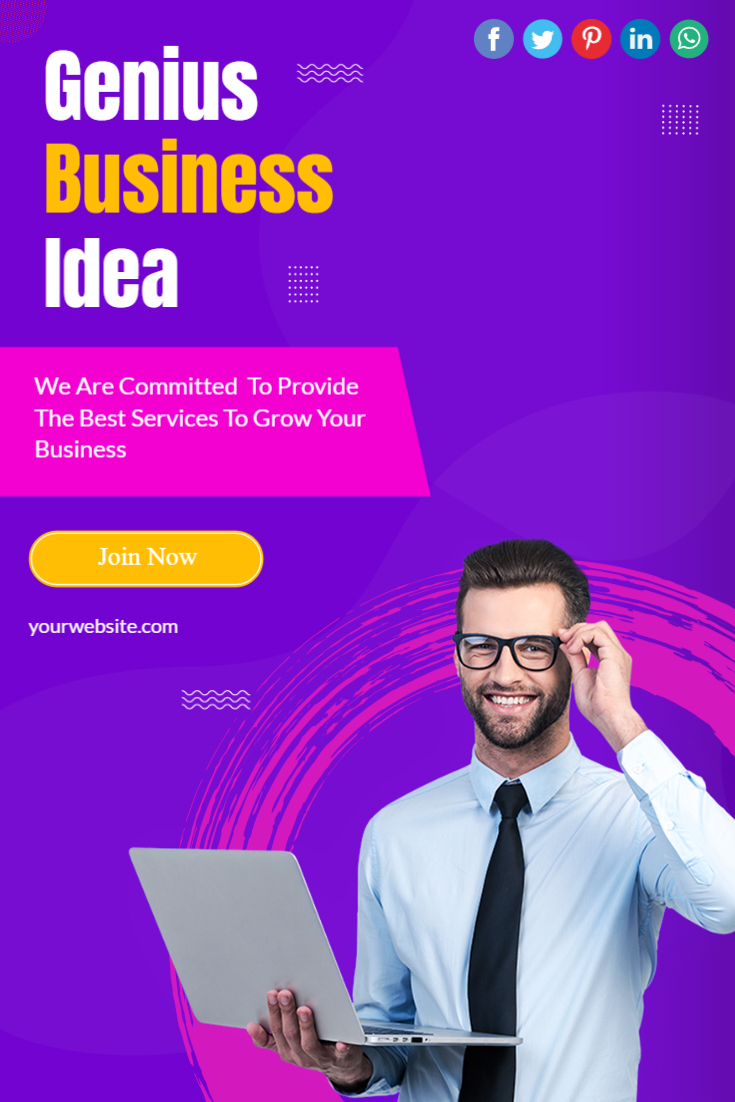 Genius
Business
Idea
We Are Committed  To Provide
The Best Services To Grow Your
Business
Join Now
yourwebsite.com